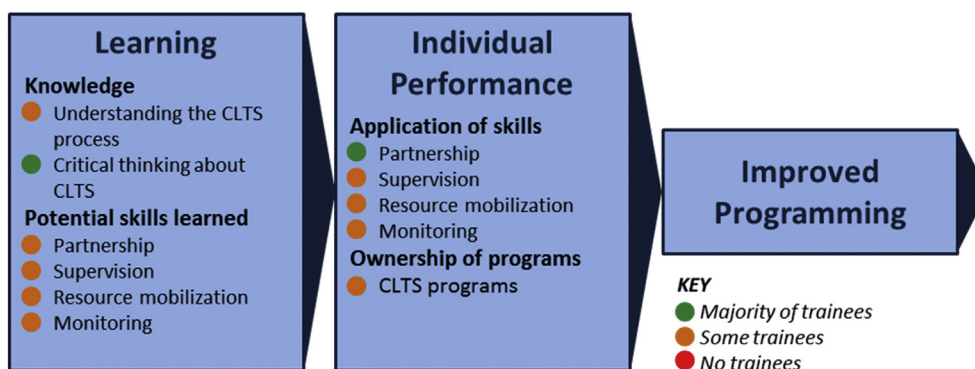 Learning
Knowledge
Understanding the CLTS
process
Critical thinking about
CLTS
Potential skills learned
Partnership
Supervision
Resource mobilization
Monitoring
Individual
Performance
Application of skills
Partnership
Supervision
Resource mobilization
Monitoring
Ownership of programs
CLTS programs
Improved
Programming
KEY
Majority of trainees
Some trainees
No trainees